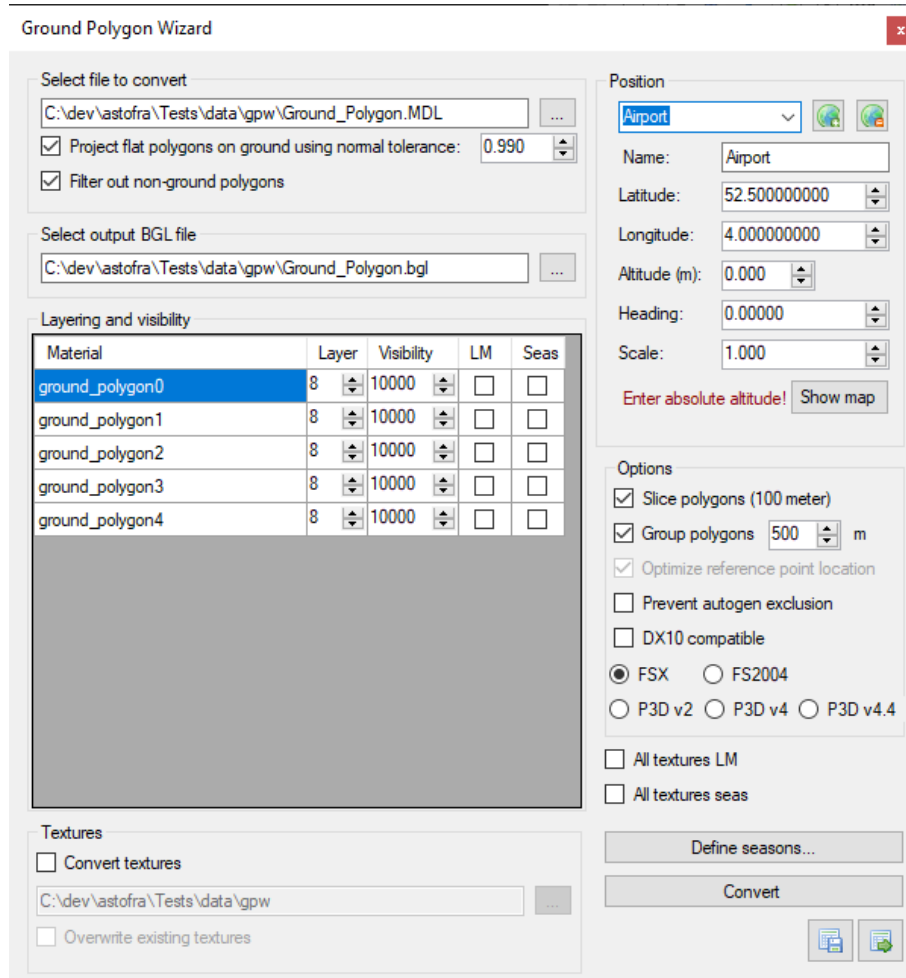 Ground Polygon Wizard
x
Select file to convert
C:\dev\astofra\Tests\data\gpw\Ground_Polygon.MDL
...
Project flat polygons on ground using normal tolerance:
0.990
Filter out non-ground polygons
Select output BGL file
C:\dev\astofra\Tests\data\gpw\Ground_Polygon.bgl
...
Layering and visibility
Material Layer Visibility LM Seas
ground_polygon0 8 10000
ground_polygon1 8 10000
ground_polygon2 8 10000
ground_polygon3 8 10000
ground_polygon4 8 10000
Textures
Convert textures
C:\dev\astofra\Tests\data\gpw
...
Overwrite existing textures
Position
Airport
Name: Airport
Latitude: 52.500000000
Longitude: 4.000000000
Altitude (m): 0.000
Heading: 0.00000
Scale: 1.000
Enter absolute altitude! Show map
Options
Slice polygons (100 meter)
Group polygons 500 m
Optimize reference point location
Prevent autogen exclusion
DX10 compatible
FSX FS2004
P3D v2 P3D v4 P3D v4.4
All textures LM
All textures seas
Define seasons...
Convert